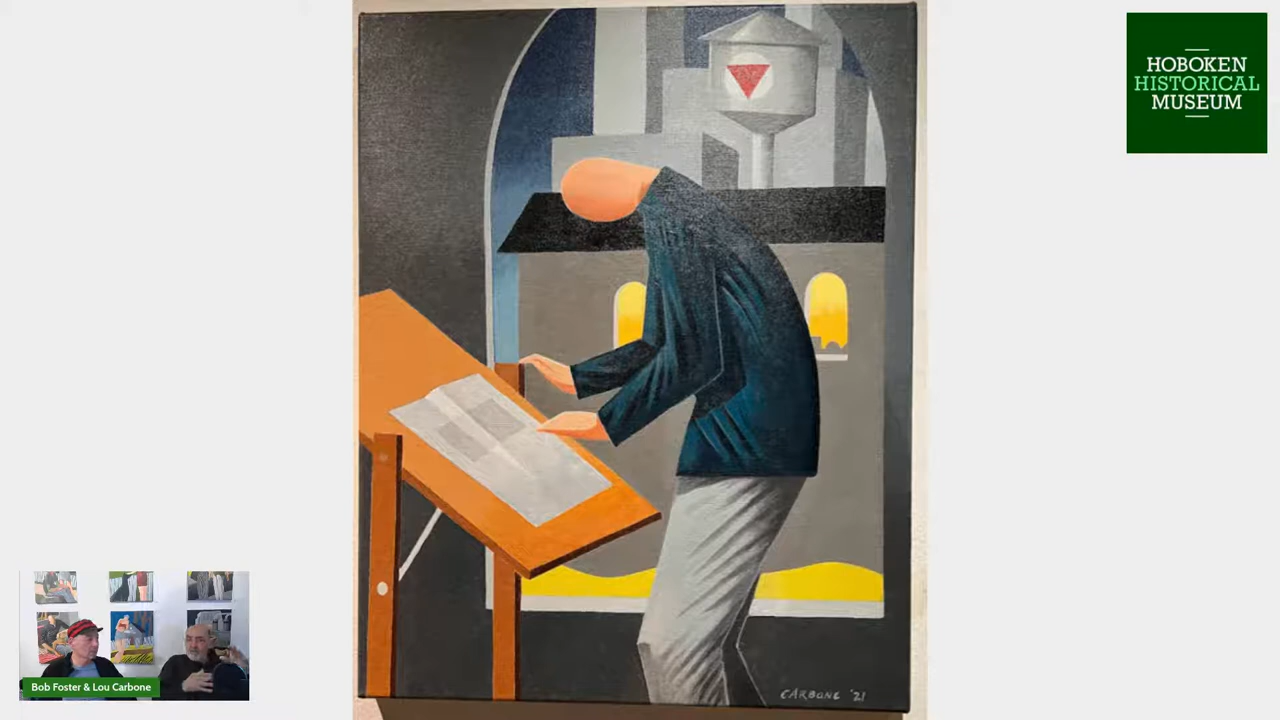 HOBOKEN
HISTORICAL
MUSEUM
CARBONE '21
Bob Foster & Lou Carbone